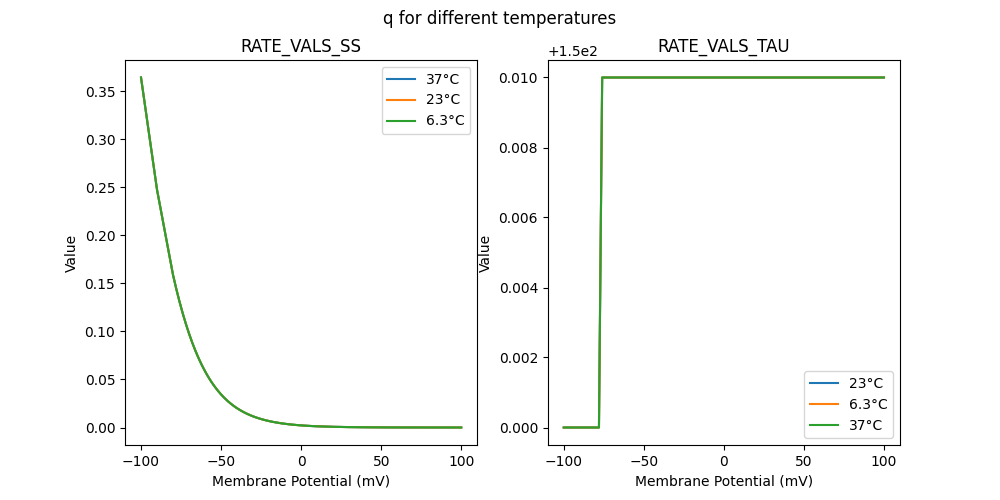 q for different temperatures
RATE_VALS_SS
0.35
0.30
0.25
0.20
0.15
0.10
0.05
0.00
Value
−100
−50
0
50
100
Membrane Potential (mV)
37°C
23°C
6.3°C
RATE_VALS_TAU
+1.5e2
0.010
0.008
0.006
0.004
0.002
0.000
Value
−100
−50
0
50
100
Membrane Potential (mV)
23°C
6.3°C
37°C